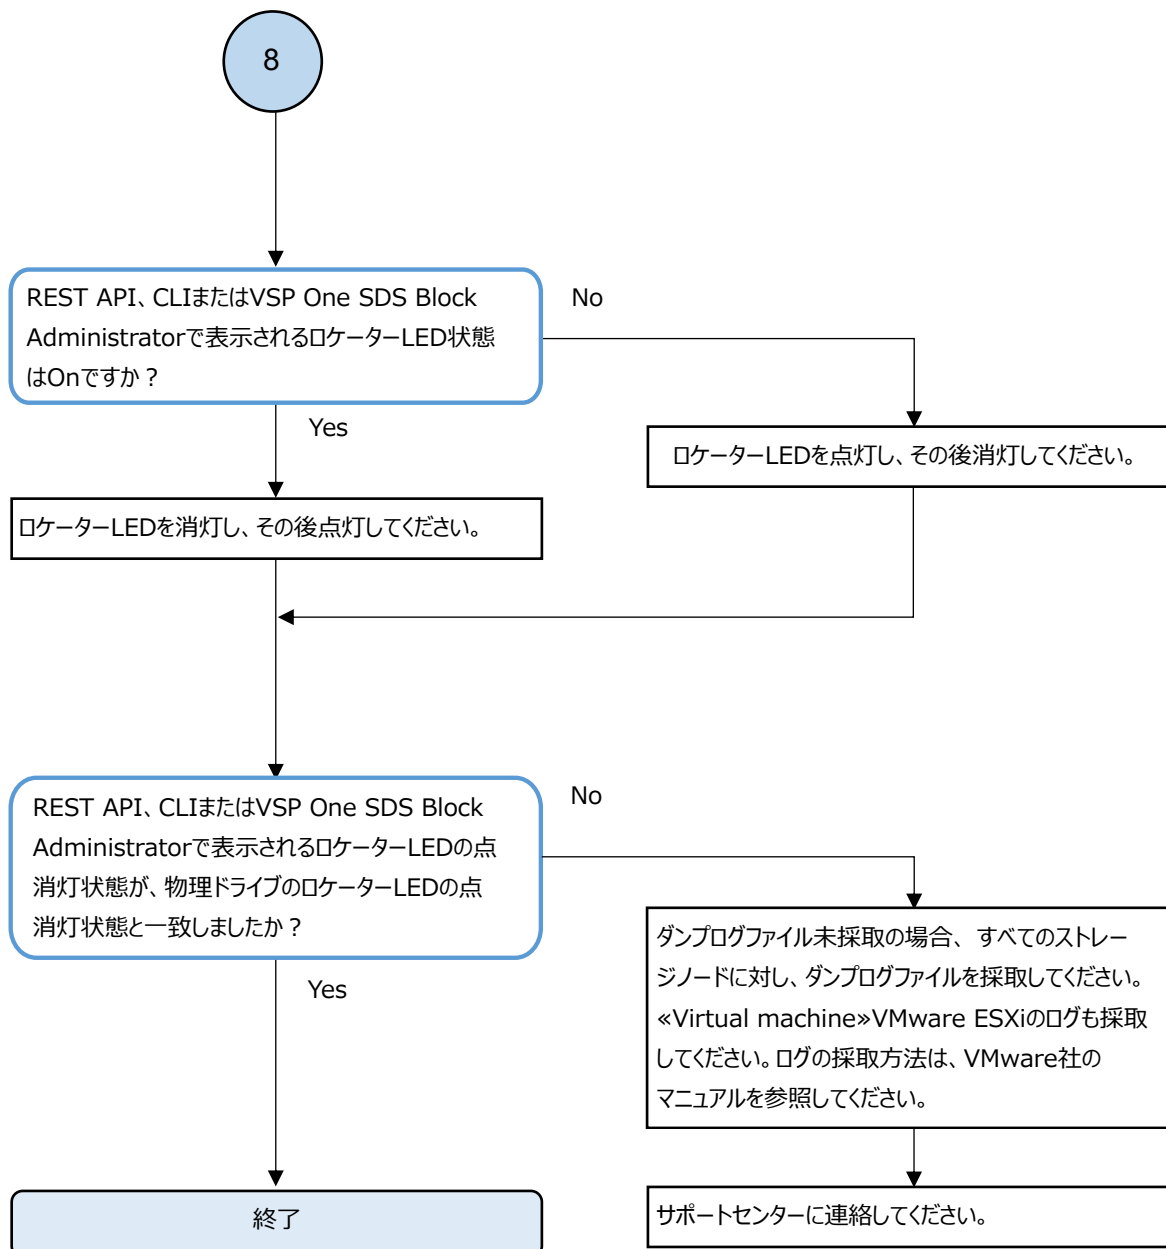 8
REST API、CLIまたはVSP One SDS Block
Administratorで表示されるロケーターLED状態
はOnですか？
No
Yes
ロケーターLEDを点灯し、その後消灯してください。
ロケーターLEDを消灯し、その後点灯してください。
REST API、CLIまたはVSP One SDS Block
Administratorで表示されるロケーターLEDの点
消灯状態が、物理ドライブのロケーターLEDの点
消灯状態と一致しましたか？
No
Yes
ダンプログファイル未採取の場合、すべてのストレー
ジノードに対し、ダンプログファイルを採取してください。
«Virtual machine»VMware ESXiのログも採取
してください。ログの採取方法は、VMware社の
マニュアルを参照してください。
終了
サポートセンターに連絡してください。